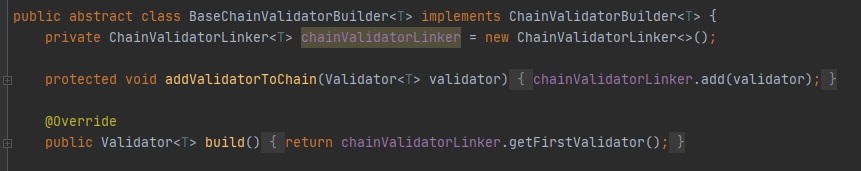 public abstract class BaseChainValidatorBuilder<T> implements ChainValidatorBuilder<T> {
private ChainValidatorLinker<T> chainValidatorLinker = new ChainValidatorLinker<>();
protected void addValidatorToChain(Validator<T> validator) { chainValidatorLinker.add(validator); }
@Override
public Validator<T> build() { return chainValidatorLinker.getFirstValidator(); }